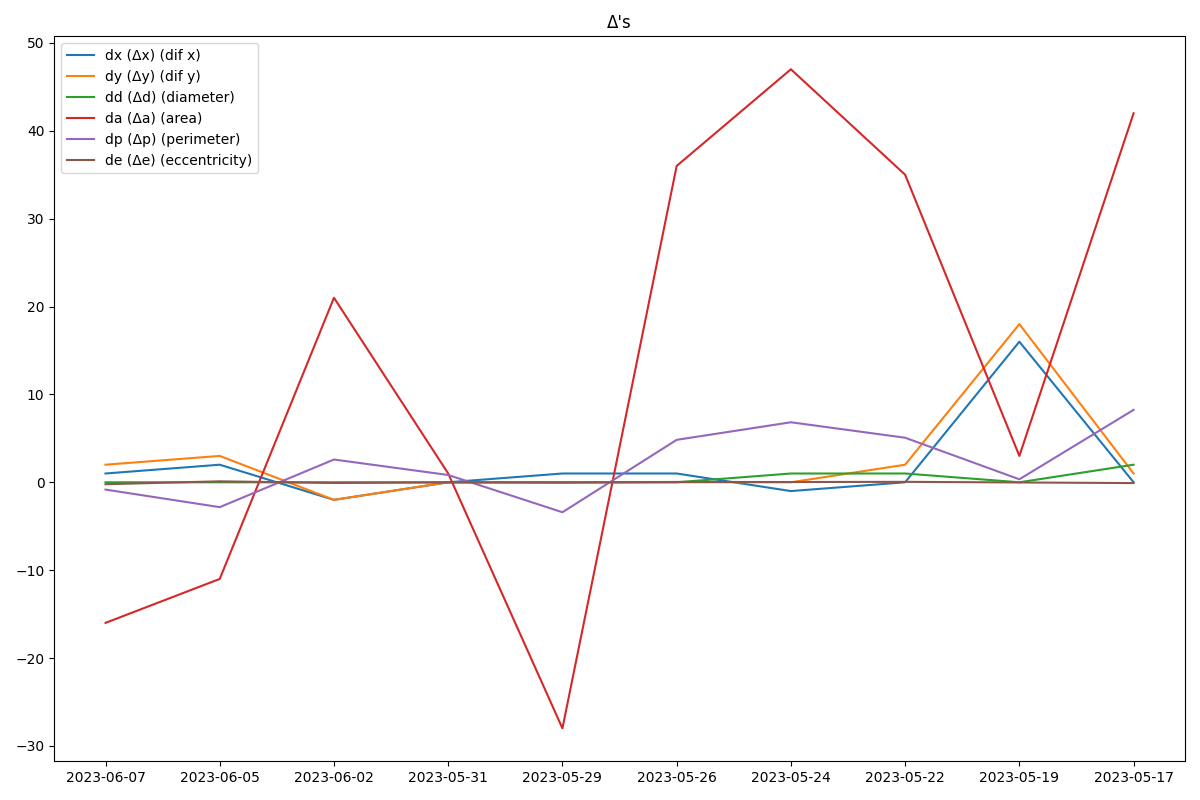 Δ's
50
40
30
20
10
0
−10
−20
−30
dx (Δx) (dif x)
dy (Δy) (dif y)
dd (Δd) (diameter)
da (Δa) (area)
dp (Δp) (perimeter)
de (Δe) (eccentricity)
2023-06-07 2023-06-05 2023-06-02 2023-05-31 2023-05-29 2023-05-26 2023-05-24 2023-05-22 2023-05-19 2023-05-17